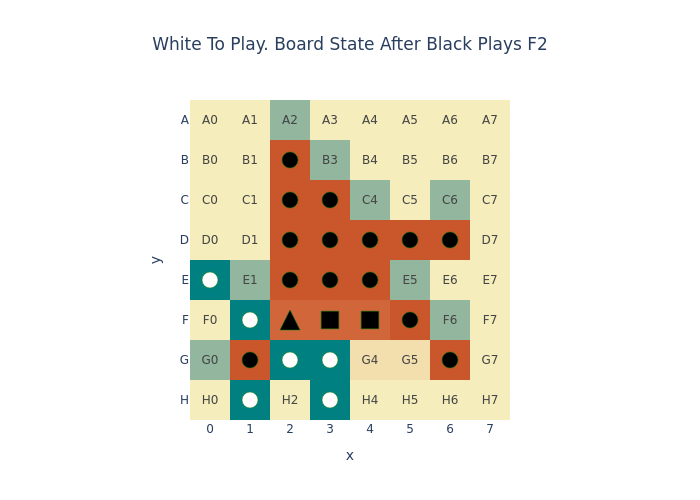 White To Play. Board State After Black Plays F2
A A0 A1 A2 A3 A4 A5 A6 A7
B B0 B1 B3 B4 B5 B6 B7
C C0 C1 C4 C5 C6 C7
D D0 D1 D7
E E1 E5 E6 E7
F F0 F6 F7
G G0 G4 G5 G7
H H0 H2 H4 H5 H6 H7
0 1 2 3 4 5 6 7
x
y